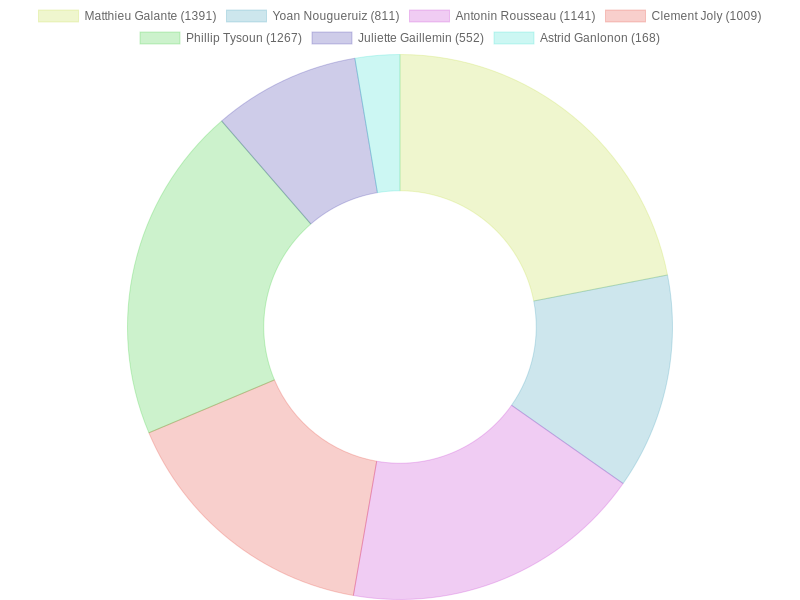 Matthieu Galante (1391) Yoan Nougueruiz (811) Antonin Rousseau (1141) Clement Joly (1009)
Phillip Tysoun (1267) Juliette Gaillemin (552) Astrid Ganlonon (168)